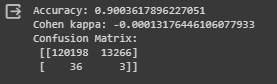 Accuracy: 0.9003617896227051
Cohen kappa: -0.00013176446106077933
Confusion Matrix:
[[120198 13266]
[ 36 3]]